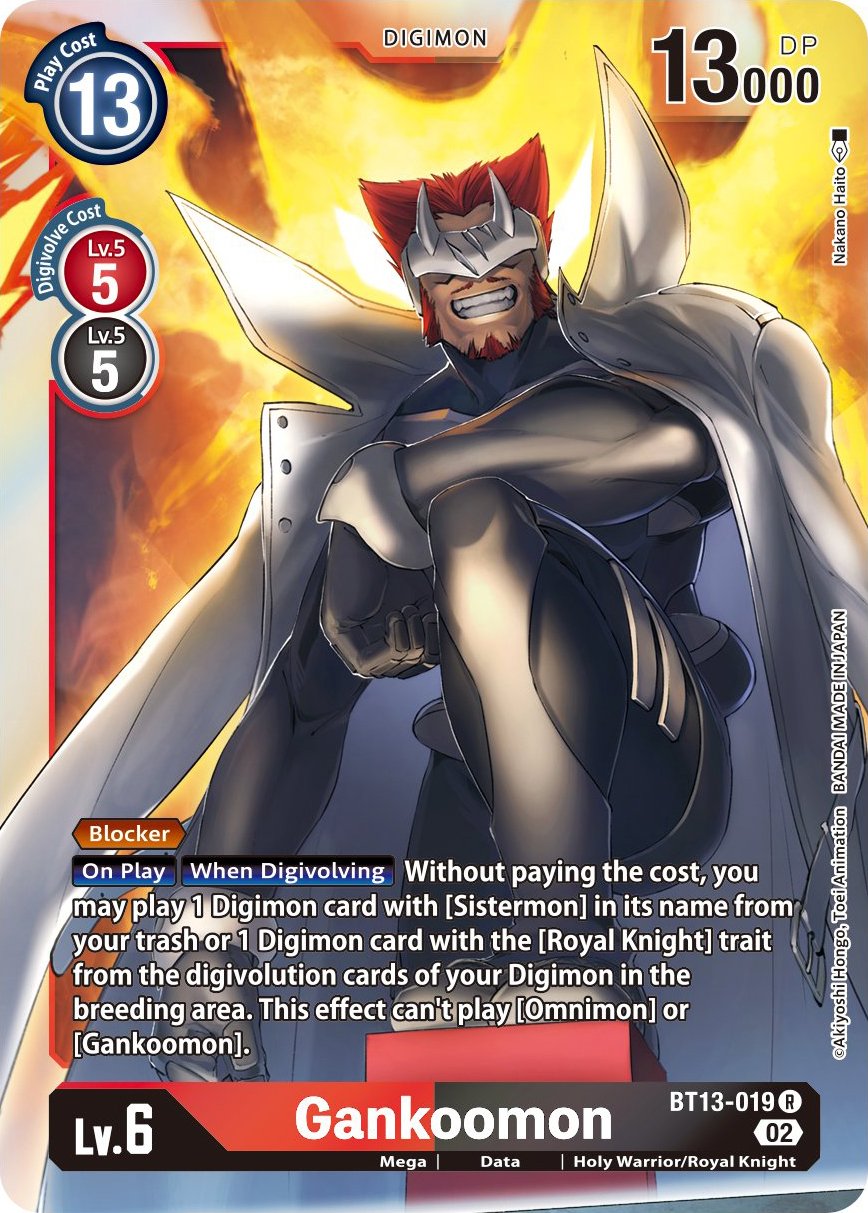 DIGIMON
Play Cost
13
DP
13000
Digivolve Cost
Lv.5
5
Lv.5
5
Nakano Haito
Blocker
On Play When Digivolving Without paying the cost, you
may play 1 Digimon card with [Sistermon] in its name from
your trash or 1 Digimon card with the [Royal Knight] trait
from the digivolution cards of your Digimon in the
breeding area. This effect can't play [Omnimon] or
[Gankoomon].
©Akiyoshi Hongo, Toei Animation BANDAI MADE IN JAPAN
Lv.6
Gankoomon
BT13-019 R
02
Mega | Data | Holy Warrior/Royal Knight